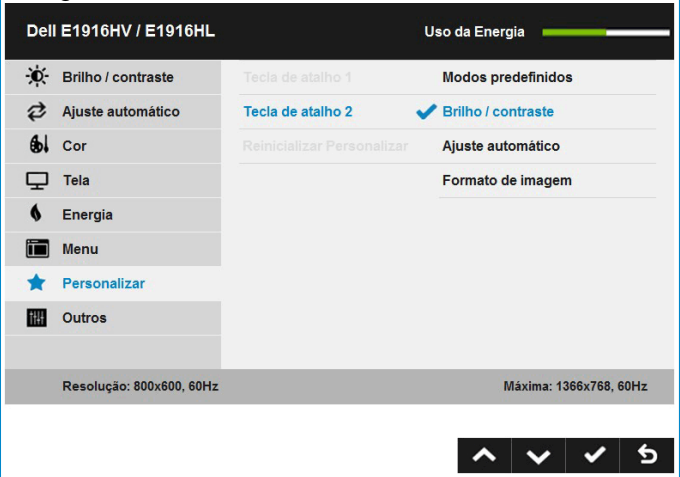 Dell E1916HV / E1916HL Uso da Energia
Brilho / contraste Tecla de atalho 1 Modos predefinidos
Ajuste automático Tecla de atalho 2 Brilho / contraste
Cor Reinicializar Personalizar Ajuste automático
Tela Formato de imagem
Energia
Menu
Personalizar
Outros
Resolução: 800x600, 60Hz Máxima: 1366x768, 60Hz